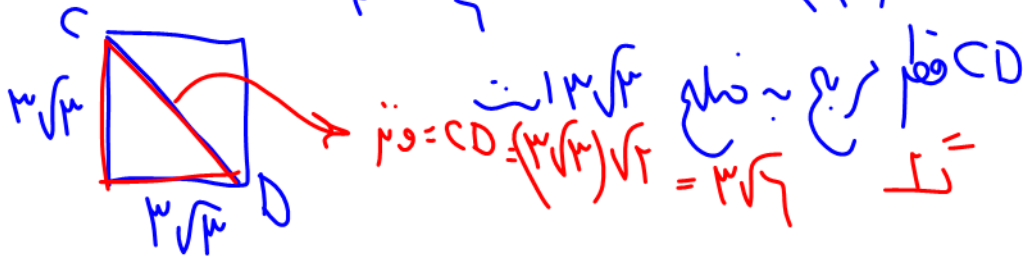 CD قطر مربع به ضلع ۳√۳ است
C
۳√۳
وتر = CD = (۳√۳)√۲ = ۳√۶
D
۳√۳